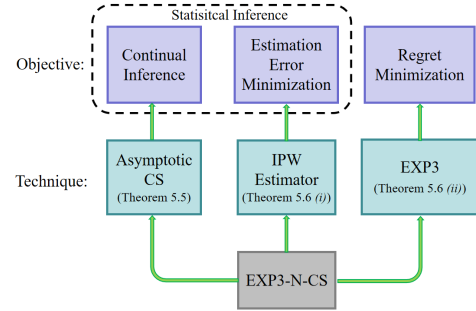 Statisitcal Inference
Objective:
Continual
Inference
Estimation
Error
Minimization
Regret
Minimization
Technique:
Asymptotic
CS
(Theorem 5.5)
IPW
Estimator
(Theorem 5.6 (i))
EXP3
(Theorem 5.6 (ii))
EXP3-N-CS